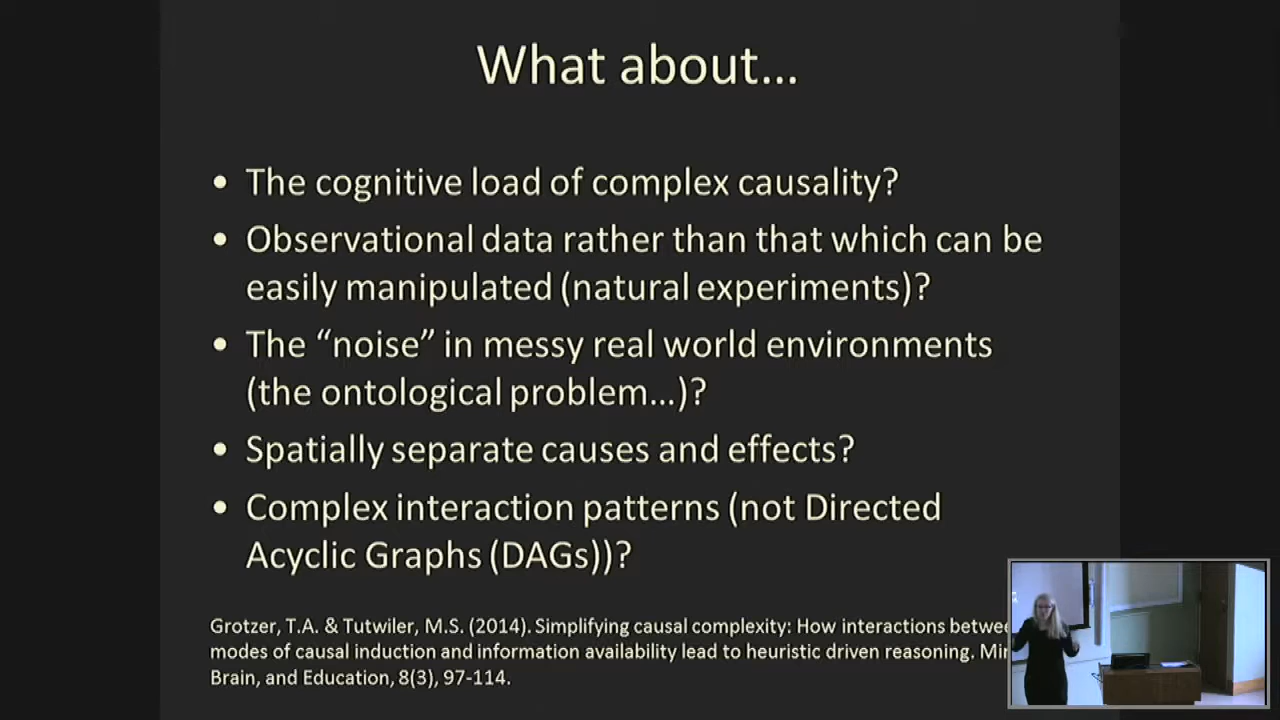 What about...
• The cognitive load of complex causality?
• Observational data rather than that which can be
easily manipulated (natural experiments)?
• The “noise” in messy real world environments
(the ontological problem...)?
• Spatially separate causes and effects?
• Complex interaction patterns (not Directed
Acyclic Graphs (DAGs))?
Grotzer, T.A. & Tutwiler, M.S. (2014). Simplifying causal complexity: How interactions
modes of causal induction and information availability lead to heuristic driven reasoning.
Brain, and Education, 8(3), 97-114.